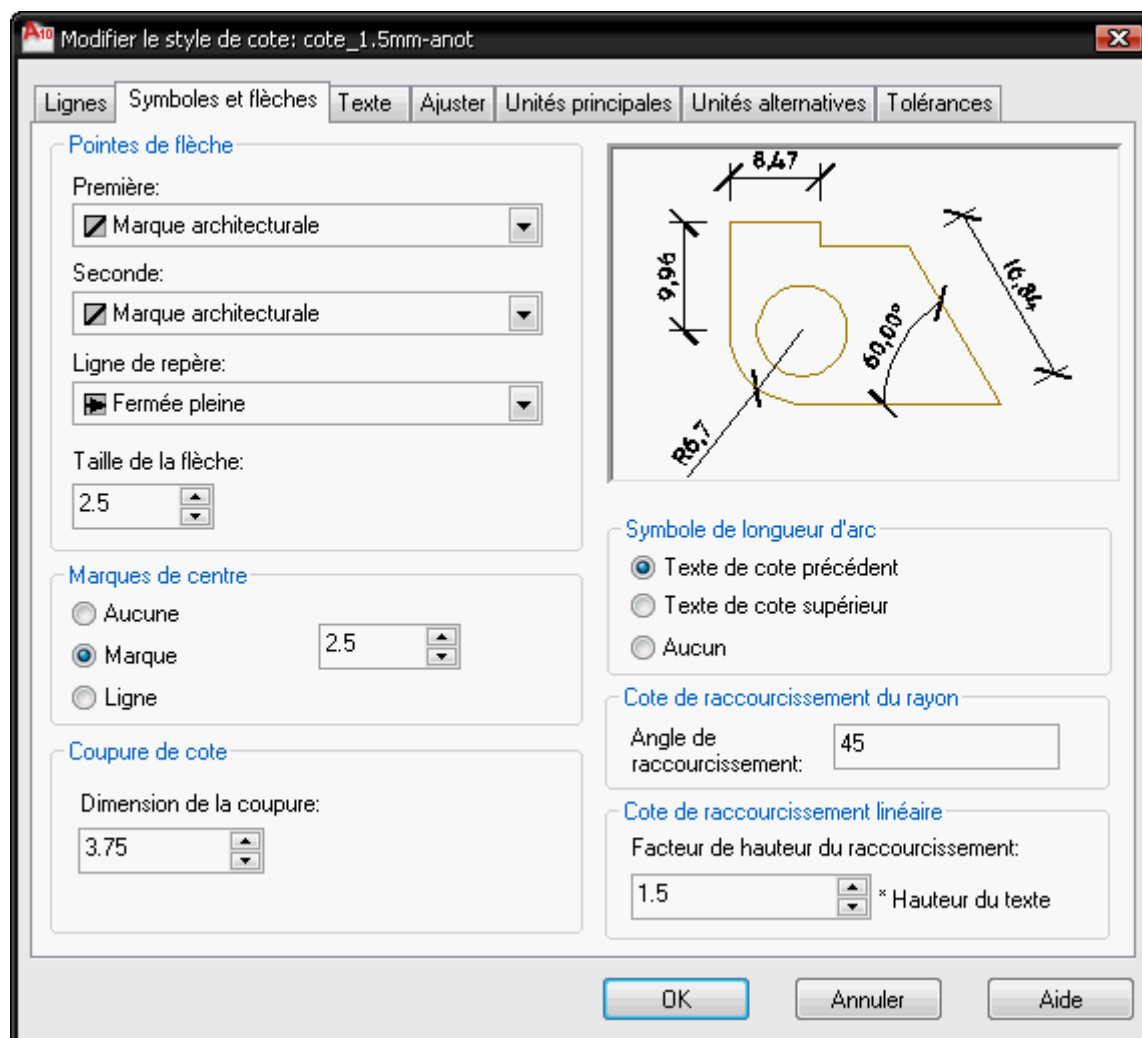 A10 Modifier le style de cote: cote_1.5mm-anot
Lignes Symboles et flèches Texte Ajuster Unités principales Unités alternatives Tolérances
Pointes de flèche
Première:
Marque architecturale
Seconde:
Marque architecturale
Ligne de repère:
Fermée pleine
Taille de la flèche:
2.5
Marques de centre
Aucune
Marque
2.5
Ligne
Coupure de cote
Dimension de la coupure:
3.75
8,47
9,96
16,84
60,00°
R6,7
Symbole de longueur d'arc
Texte de cote précédent
Texte de cote supérieur
Aucun
Cote de raccourcissement du rayon
Angle de
raccourcissement:
45
Cote de raccourcissement linéaire
Facteur de hauteur du raccourcissement:
1.5 * Hauteur du texte
OK Annuler Aide